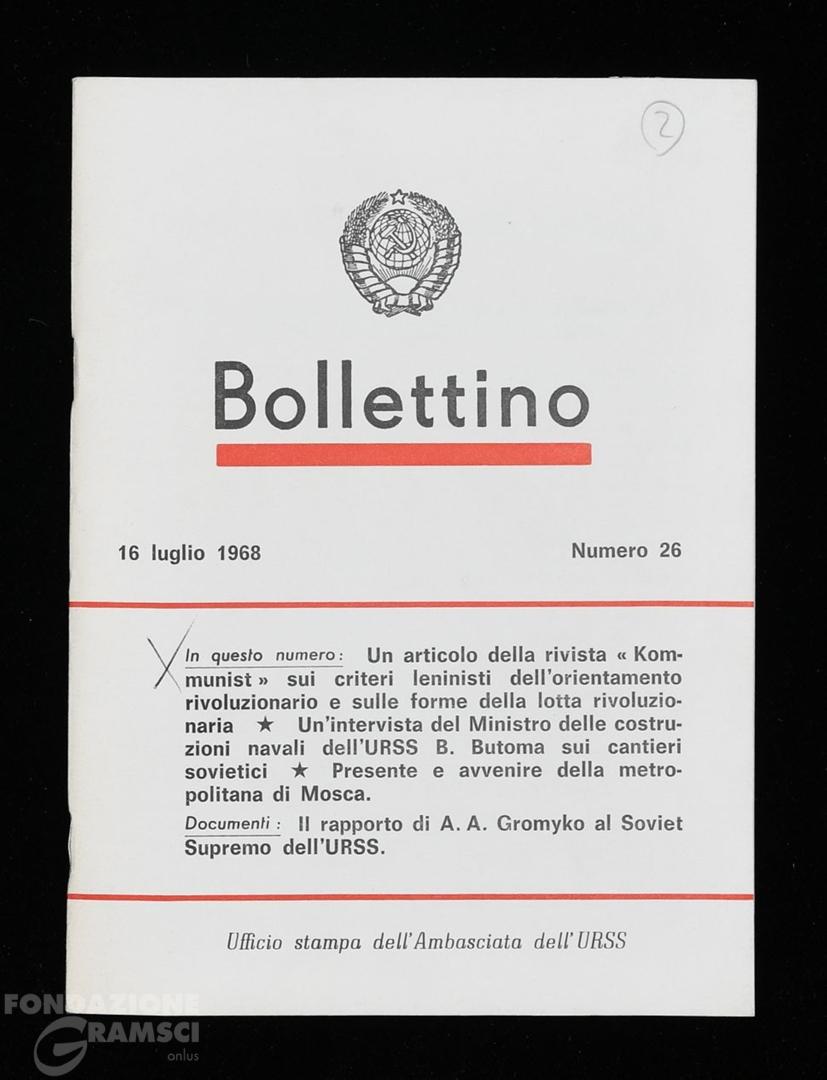 2
Bollettino
16 luglio 1968 Numero 26
In questo numero: Un articolo della rivista « Kom-
munist » sui criteri leninisti dell'orientamento
rivoluzionario e sulle forme della lotta rivoluzio-
naria ★ Un'intervista del Ministro delle costru-
zioni navali dell'URSS B. Butoma sui cantieri
sovietici ★ Presente e avvenire della metro-
politana di Mosca.
Documenti: Il rapporto di A. A. Gromyko al Soviet
Supremo dell'URSS.
Ufficio stampa dell'Ambasciata dell'URSS
FONDAZIONE
GRAMSCI
onlus